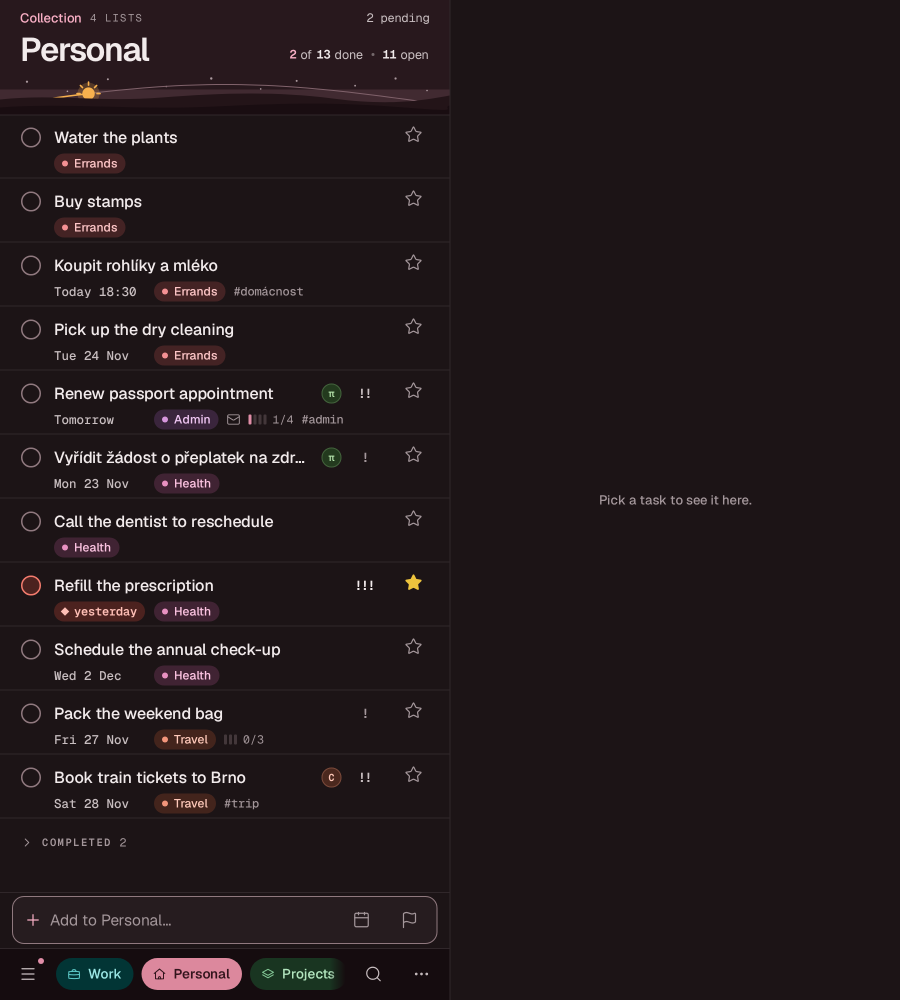 Collection 4 LISTS
2 pending
Personal
2 of 13 done • 11 open
Water the plants
Errands
Buy stamps
Errands
Koupit rohlíky a mléko
Today 18:30 Errands #domácnost
Pick up the dry cleaning
Tue 24 Nov Errands
Renew passport appointment π !!
Tomorrow Admin 1/4 #admin
Vyřídit žádost o přeplatek na zdr… π !
Mon 23 Nov Health
Call the dentist to reschedule
Health
Refill the prescription !!!
yesterday Health
Schedule the annual check-up
Wed 2 Dec Health
Pack the weekend bag !
Fri 27 Nov Travel 0/3
Book train tickets to Brno C !!
Sat 28 Nov Travel #trip
COMPLETED 2
Add to Personal…
Work Personal Projects
Pick a task to see it here.